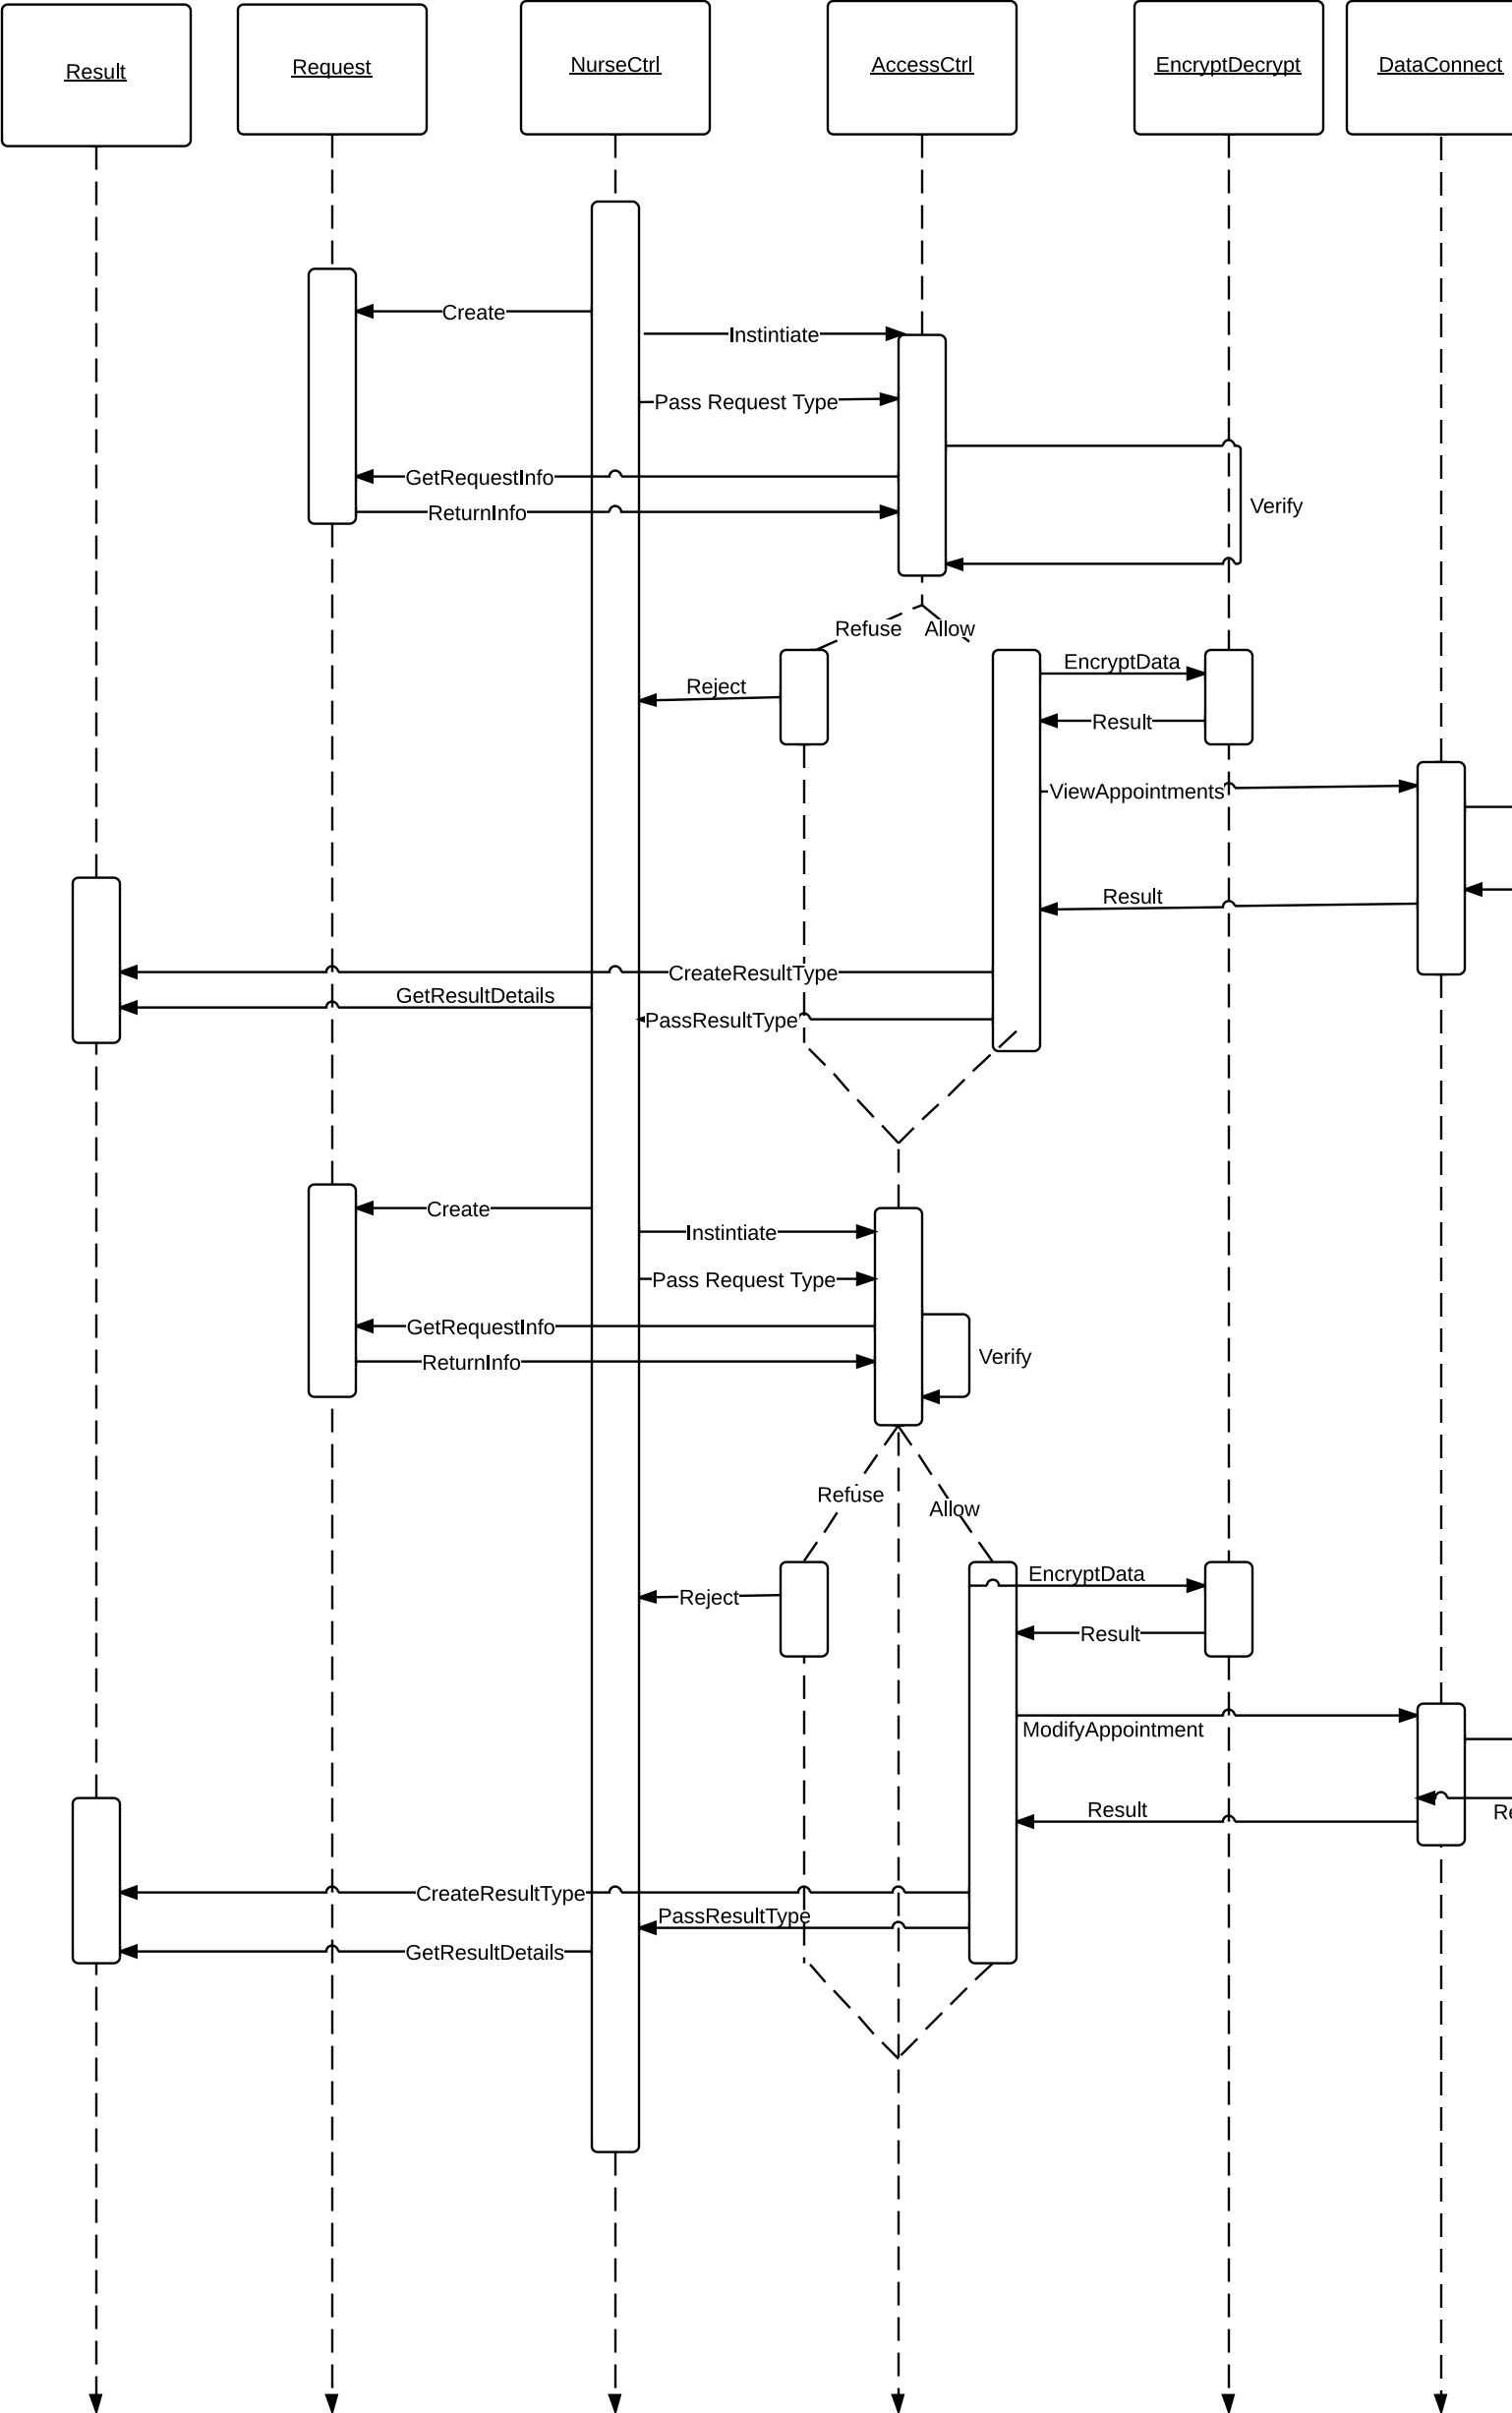 Result
Request
NurseCtrl
AccessCtrl
EncryptDecrypt
DataConnect
Create
Instintiate
Pass Request Type
GetRequestInfo
Verify
ReturnInfo
Refuse
Allow
EncryptData
Reject
Result
ViewAppointments
Result
CreateResultType
GetResultDetails
PassResultType
Create
Instintiate
Pass Request Type
GetRequestInfo
Verify
ReturnInfo
Refuse
Allow
EncryptData
Reject
Result
ModifyAppointment
Result
CreateResultType
PassResultType
GetResultDetails